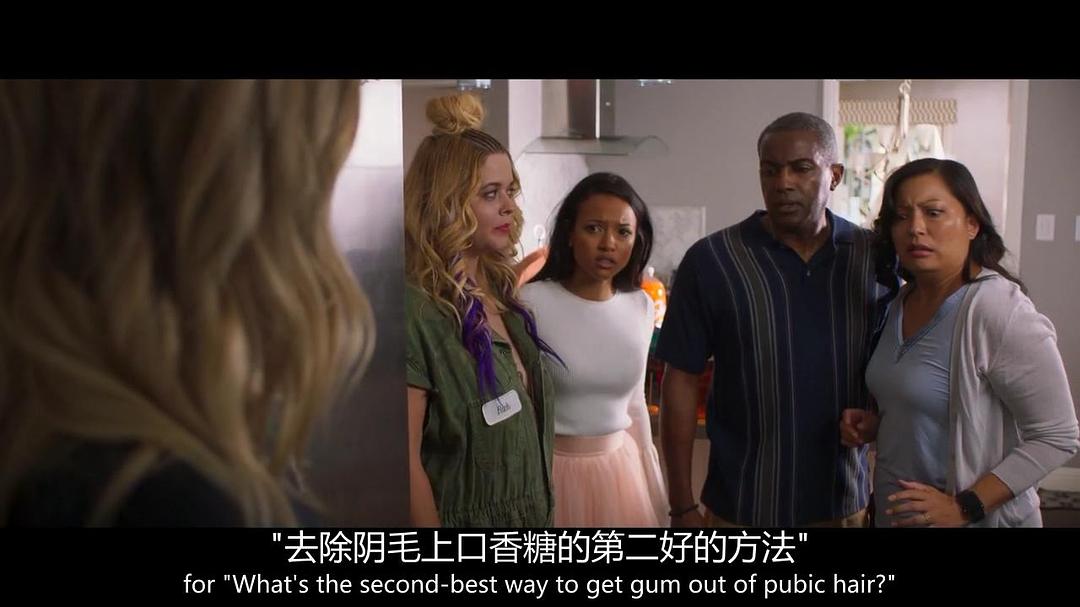 "去除阴毛上口香糖的第二好的方法"
for "What's the second-best way to get gum out of pubic hair?"